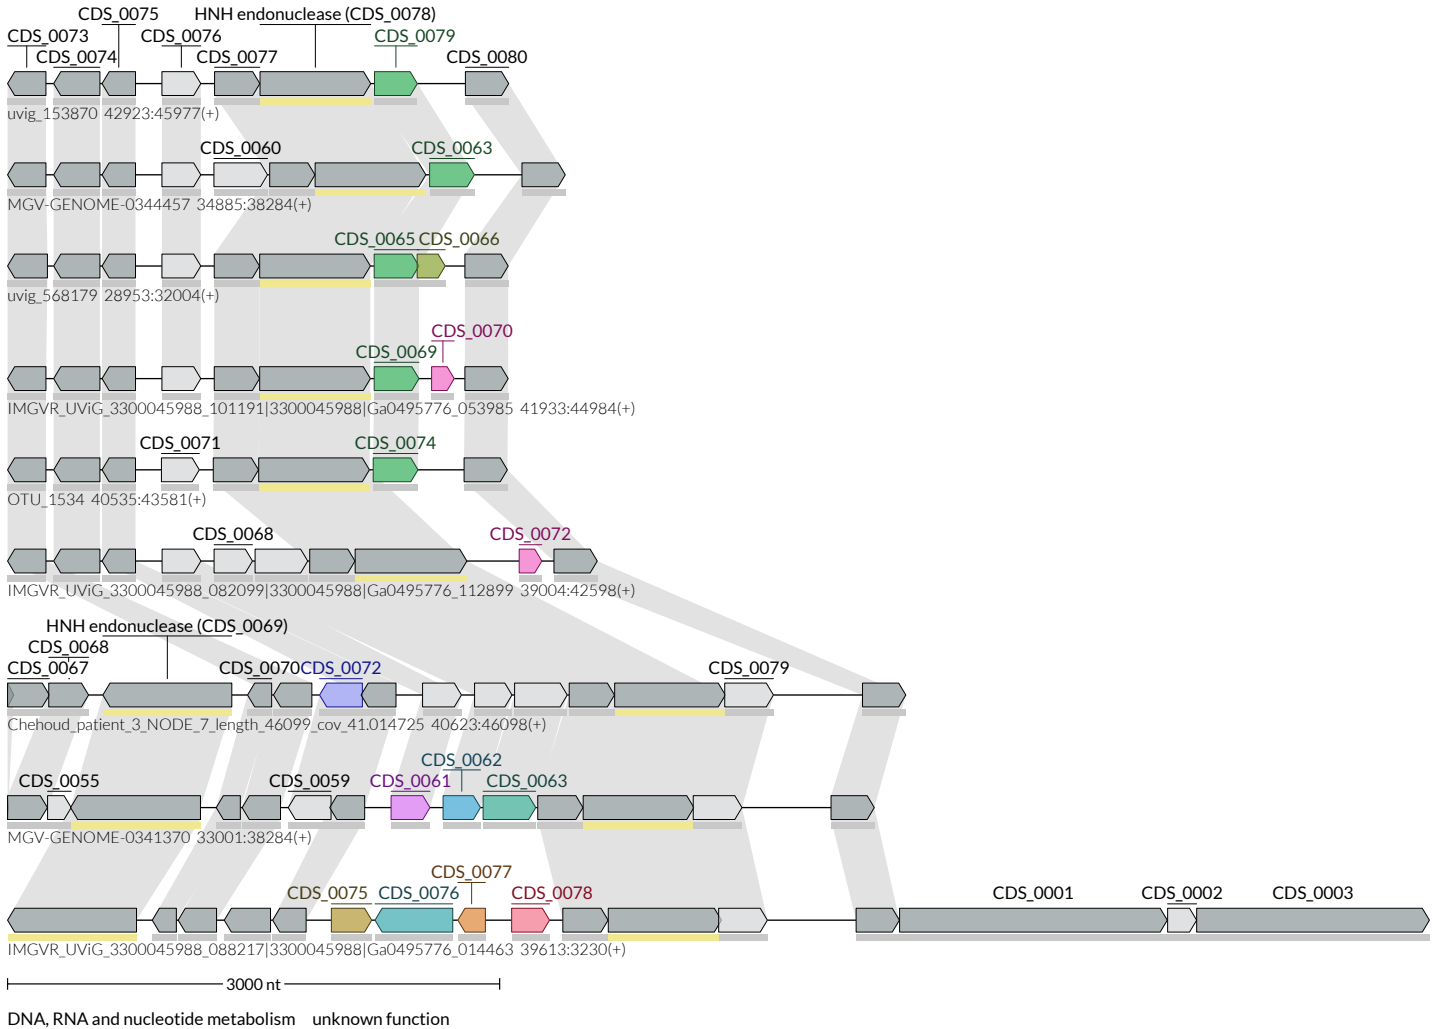 CDS_0075 HNH endonuclease (CDS_0078)
CDS_0073 CDS_0076 CDS_0079
CDS_0074 CDS_0077 CDS_0080
uvig_153870 42923:45977(+)
CDS_0060 CDS_0063
MGV-GENOME-0344457 34885:38284(+)
CDS_0065 CDS_0066
uvig_568179 28953:32004(+)
CDS_0070
CDS_0069
IMGVR_UViG_3300045988_101191|3300045988|Ga0495776_053985 41933:44984(+)
CDS_0071 CDS_0074
OTU_1534 40535:43581(+)
CDS_0068 CDS_0072
IMGVR_UViG_3300045988_082099|3300045988|Ga0495776_112899 39004:42598(+)
HNH endonuclease (CDS_0069)
CDS_0068
CDS_0067 CDS_0070 CDS_0072 CDS_0079
Chehoud_patient_3_NODE_7_length_46099_cov_41.014725 40623:46098(+)
CDS_0062
CDS_0055 CDS_0059 CDS_0061 CDS_0063
MGV-GENOME-0341370 33001:38284(+)
CDS_0077
CDS_0075 CDS_0076 CDS_0078 CDS_0001 CDS_0002 CDS_0003
IMGVR_UViG_3300045988_088217|3300045988|Ga0495776_014463 39613:3230(+)
3000 nt
DNA, RNA and nucleotide metabolism unknown function